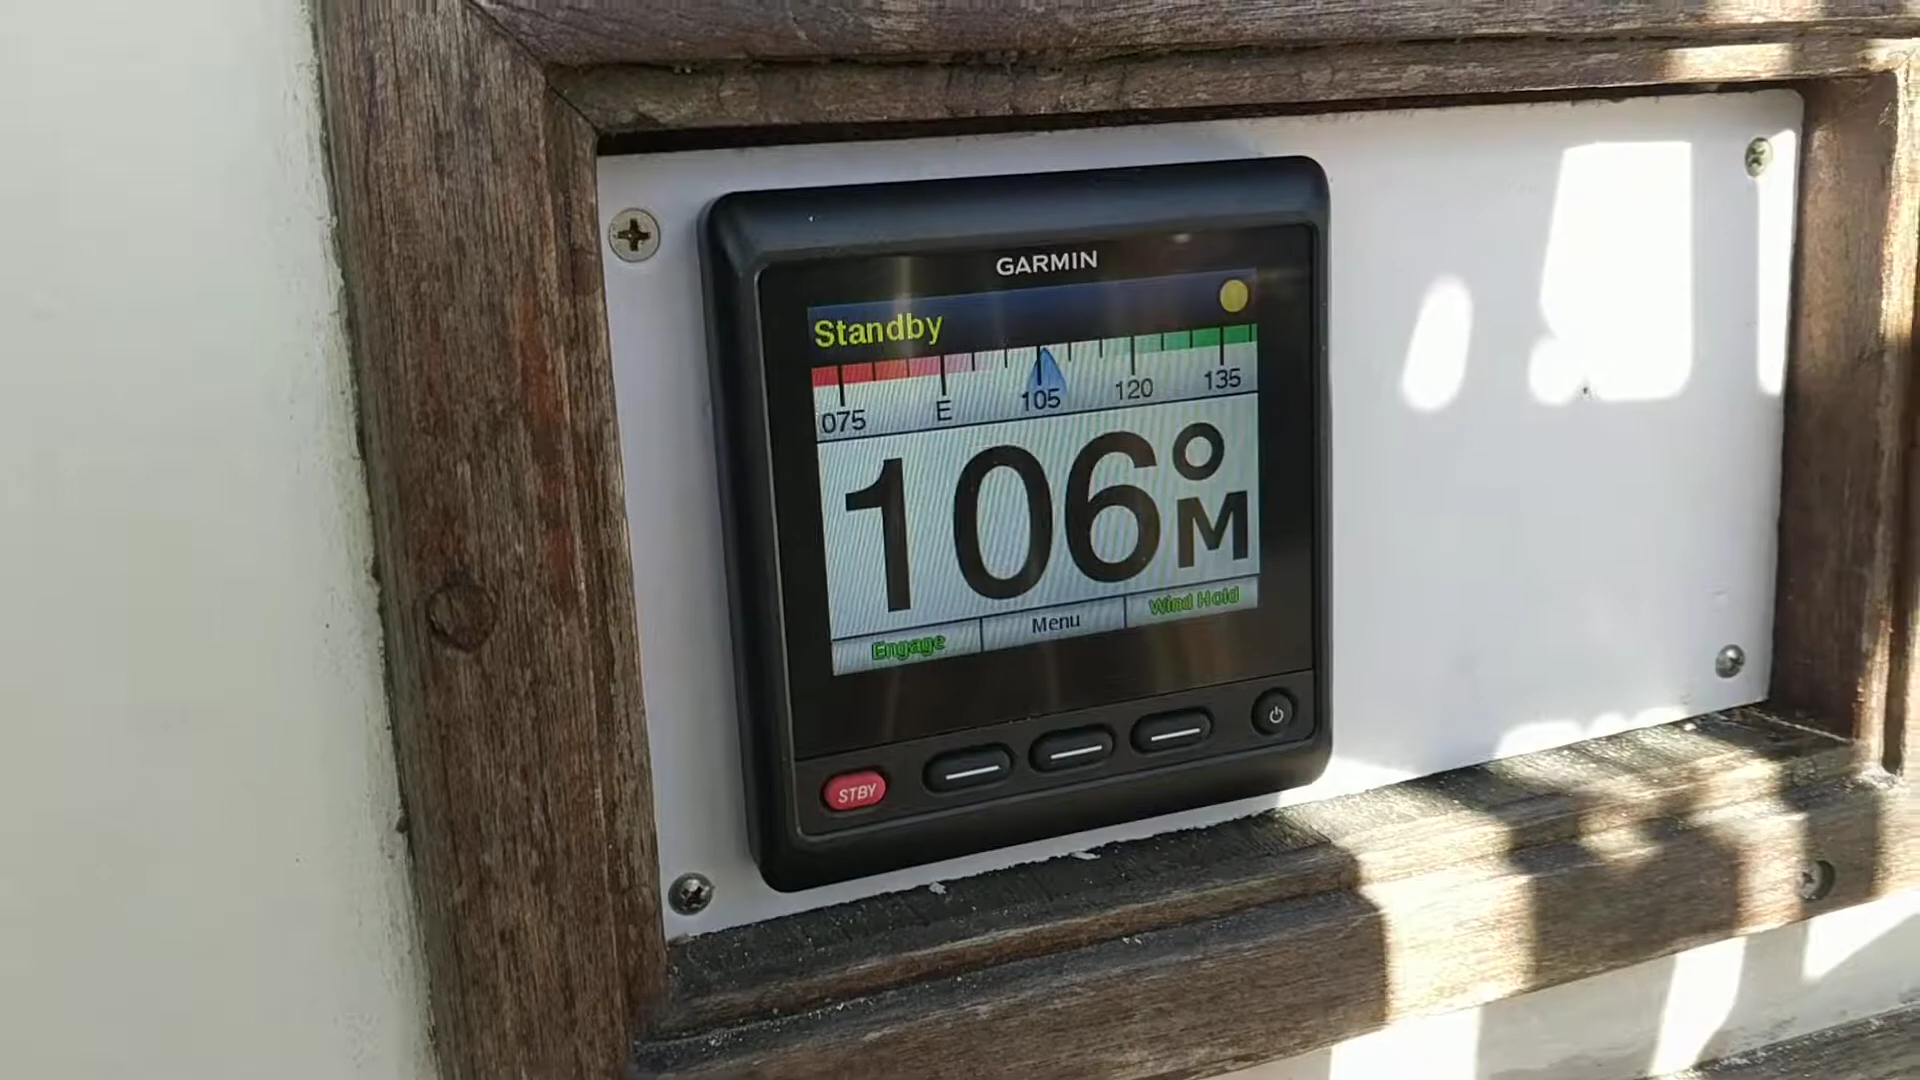 GARMIN
Standby
075 E 105 120 135
106°M
Engage Menu Wind Hold
STBY